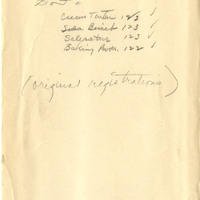 Cream Tartar 123 ✓
Soda Bicarb 123 ✓
Saleratus 123 ✓
Baking Powd. 122 ✓
(original registrations)